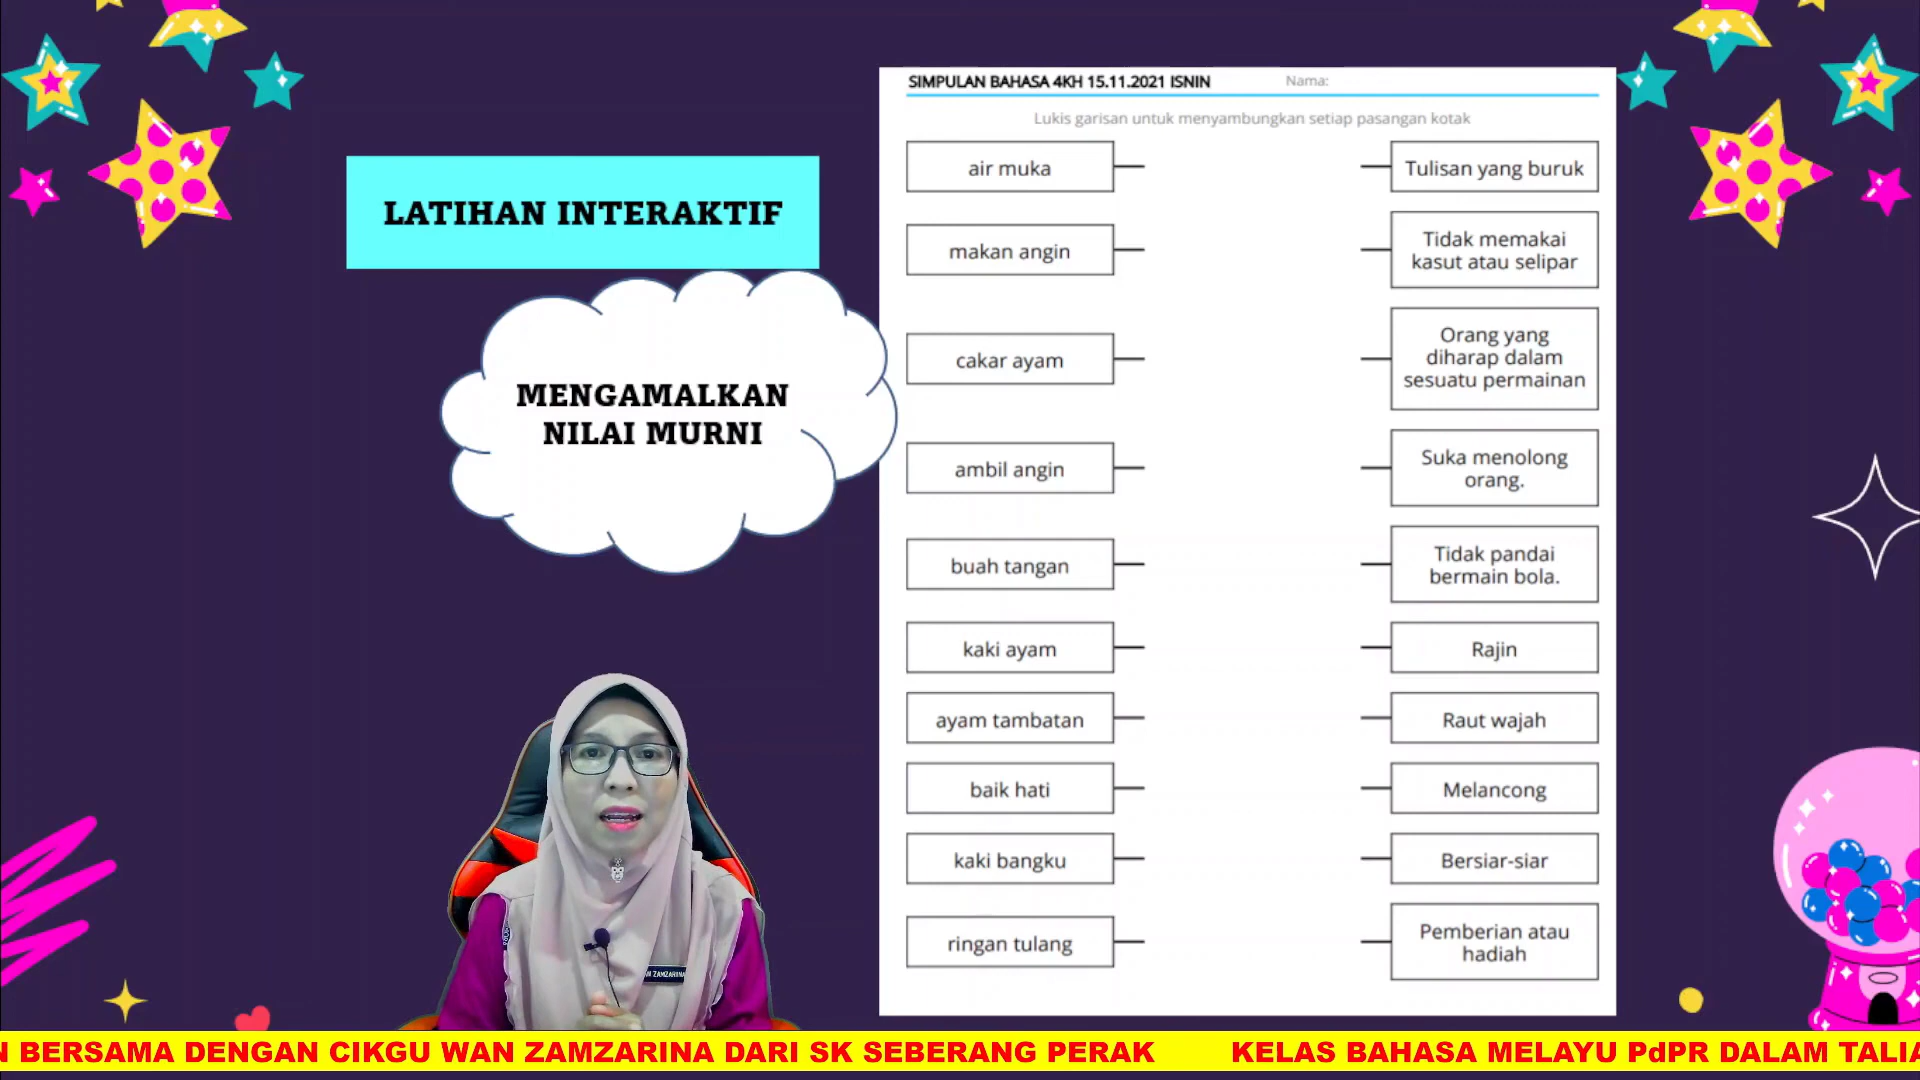 LATIHAN INTERAKTIF
MENGAMALKAN
NILAI MURNI
SIMPULAN BAHASA 4KH 15.11.2021 ISNIN
Nama:
Lukis garisan untuk menyambungkan setiap pasangan kotak
air muka
Tulisan yang buruk
makan angin
Tidak memakai
kasut atau selipar
cakar ayam
Orang yang
diharap dalam
sesuatu permainan
ambil angin
Suka menolong
orang.
buah tangan
Tidak pandai
bermain bola.
kaki ayam
Rajin
ayam tambatan
Raut wajah
baik hati
Melancong
kaki bangku
Bersiar-siar
ringan tulang
Pemberian atau
hadiah
ZAMZARINA
N BERSAMA DENGAN CIKGU WAN ZAMZARINA DARI SK SEBERANG PERAK KELAS BAHASA MELAYU PdPR DALAM TALIA